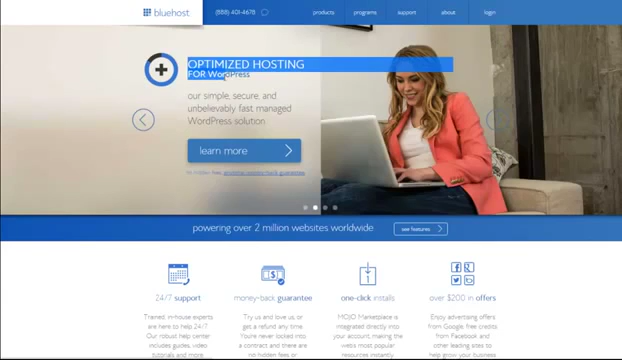 bluehost
(888) 401-4678
products
programs
support
about
login
OPTIMIZED HOSTING
FOR WordPress
our simple, secure, and
unbelievably fast managed
WordPress solution
learn more
powering over 2 million websites worldwide
see features
24/7 support
money-back guarantee
one-click installs
over $200 in offers
Trained, in-house experts
are here to help 24/7.
Our robust help center
includes guides, video
tutorials and more.
Try us and love us or
get a refund any time.
You're never locked into
a contract and there are
no hidden fees or
MOJO Marketplace is
integrated directly into
your account, making
the web's most popular
resources instantly
Enjoy advertising offers
from Google, free credits
from Facebook and
other leading sites to
help grow your business